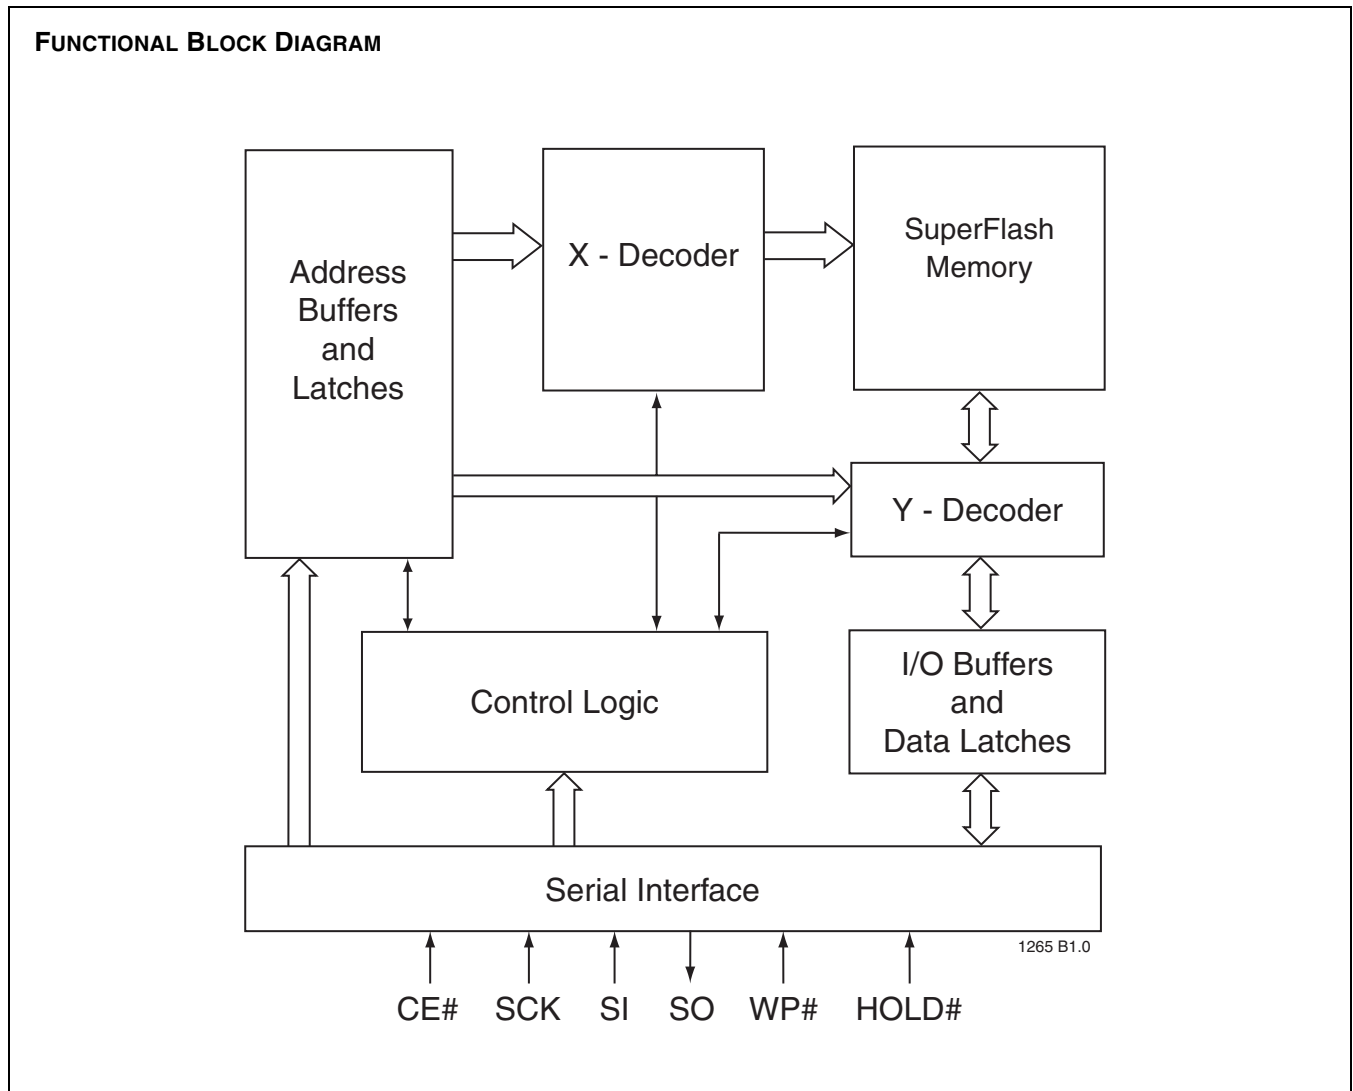 FUNCTIONAL BLOCK DIAGRAM
Address
Buffers
and
Latches
X - Decoder
SuperFlash
Memory
Y - Decoder
Control Logic
I/O Buffers
and
Data Latches
Serial Interface
1265 B1.0
CE# SCK SI SO WP# HOLD#